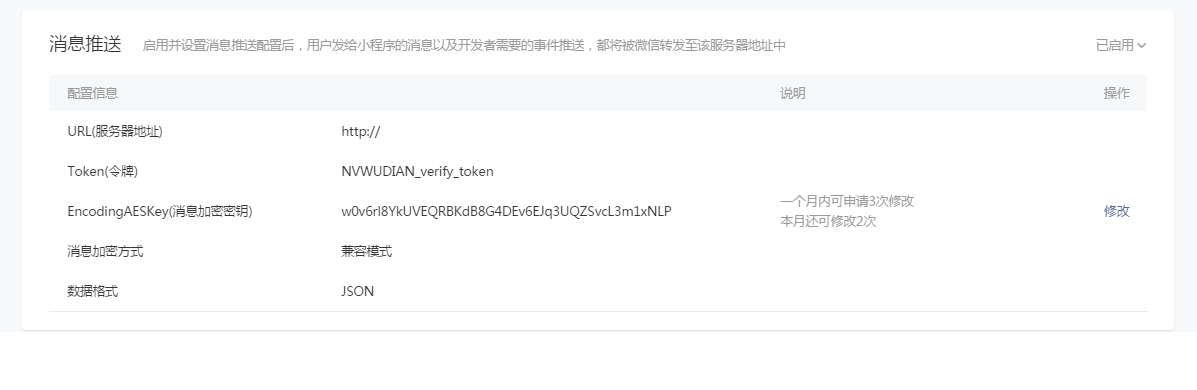 消息推送 启用并设置消息推送配置后，用户发给小程序的消息以及开发者需要的事件推送，都将被微信转发至该服务器地址中 已启用
配置信息 说明 操作
URL(服务器地址) http://
Token(令牌) NVWUDIAN_verify_token
EncodingAESKey(消息加密密钥) w0v6rl8YkUVEQRBKdB8G4DEv6EJq3UQZSvcL3m1xNLP
一个月内可申请3次修改
本月还可修改2次
修改
消息加密方式 兼容模式
数据格式 JSON